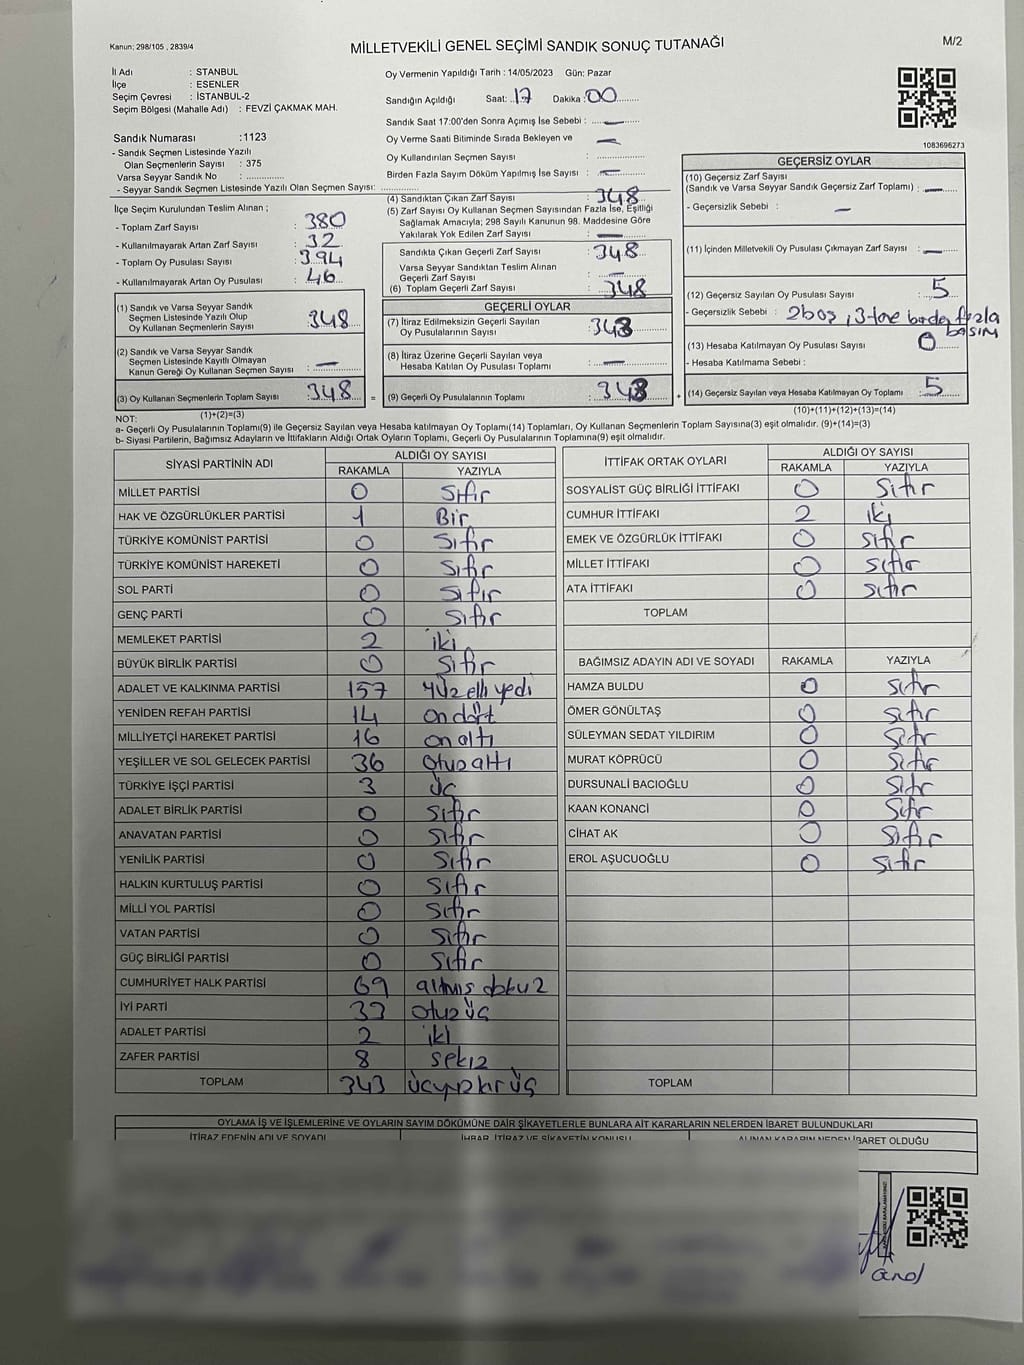 Kanun; 298/105 , 2839/4
MİLLETVEKİLİ GENEL SEÇİMİ SANDIK SONUÇ TUTANAĞI
M/2
İl Adı : STANBUL
İlçe : ESENLER
Seçim Çevresi : İSTANBUL-2
Seçim Bölgesi (Mahalle Adı) : FEVZİ ÇAKMAK MAH.
Sandık Numarası :1123
- Sandık Seçmen Listesinde Yazılı
Olan Seçmenlerin Sayısı : 375
Varsa Seyyar Sandık No : ..............
- Seyyar Sandık Seçmen Listesinde Yazılı Olan Seçmen Sayısı: ..............
Oy Vermenin Yapıldığı Tarih : 14/05/2023 Gün: Pazar
Sandığın Açıldığı Saat: 17 Dakika : 00
Sandık Saat 17:00'den Sonra Açımış İse Sebebi : —
Oy Verme Saati Bitiminde Sırada Bekleyen ve —
Oy Kullandırılan Seçmen Sayısı :
Birden Fazla Sayım Döküm Yapılmış İse Sayısı : —
1083696273
İlçe Seçim Kurulundan Teslim Alınan ;
- Toplam Zarf Sayısı : 380
- Kullanılmayarak Artan Zarf Sayısı : 32
- Toplam Oy Pusulası Sayısı : 394
- Kullanılmayarak Artan Oy Pusulası : 46
(1) Sandık ve Varsa Seyyar Sandık
Seçmen Listesinde Yazılı Olup
Oy Kullanan Seçmenlerin Sayısı : 348
(2) Sandık ve Varsa Seyyar Sandık
Seçmen Listesinde Kayıtlı Olmayan
Kanun Gereği Oy Kullanan Seçmen Sayısı : —
(3) Oy Kullanan Seçmenlerin Toplam Sayısı : 348 =
(1)+(2)=(3)
(4) Sandıktan Çıkan Zarf Sayısı : 348
(5) Zarf Sayısı Oy Kullanan Seçmen Sayısından Fazla İse, Eşitliği
Sağlamak Amacıyla; 298 Sayılı Kanunun 98. Maddesine Göre
Yakılarak Yok Edilen Zarf Sayısı : —
Sandıkta Çıkan Geçerli Zarf Sayısı : 348
Varsa Seyyar Sandıktan Teslim Alınan
Geçerli Zarf Sayısı : —
(6) Toplam Geçerli Zarf Sayısı : 348
GEÇERLİ OYLAR
(7) İtiraz Edilmeksizin Geçerli Sayılan
Oy Pusulalarının Sayısı : 343
(8) İtiraz Üzerine Geçerli Sayılan veya
Hesaba Katılan Oy Pusulası Toplamı : —
(9) Geçerli Oy Pusulalarının Toplamı : 343 +
GEÇERSİZ OYLAR
(10) Geçersiz Zarf Sayısı
(Sandık ve Varsa Seyyar Sandık Geçersiz Zarf Toplamı) : —
- Geçersizlik Sebebi : —
(11) İçinden Milletvekili Oy Pusulası Çıkmayan Zarf Sayısı : —
(12) Geçersiz Sayılan Oy Pusulası Sayısı : 5
- Geçersizlik Sebebi : 2 boş , 3-tane fazla
basım
(13) Hesaba Katılmayan Oy Pusulası Sayısı : 0
- Hesaba Katılmama Sebebi :
(14) Geçersiz Sayılan veya Hesaba Katılmayan Oy Toplamı : 5
(10)+(11)+(12)+(13)=(14)
NOT:
a- Geçerli Oy Pusulalarının Toplamı(9) ile Geçersiz Sayılan veya Hesaba katılmayan Oy Toplamı(14) Toplamları, Oy Kullanan Seçmenlerin Toplam Sayısına(3) eşit olmalıdır. (9)+(14)=(3)
b- Siyasi Partilerin, Bağımsız Adayların ve İttifakların Aldığı Ortak Oyların Toplamı, Geçerli Oy Pusulalarının Toplamına(9) eşit olmalıdır.
SİYASİ PARTİNİN ADI ALDIĞI OY SAYISI
RAKAMLA YAZIYLA
MİLLET PARTİSİ 0 Sıfır
HAK VE ÖZGÜRLÜKLER PARTİSİ 1 Bir
TÜRKİYE KOMÜNİST PARTİSİ 0 Sıfır
TÜRKİYE KOMÜNİST HAREKETİ 0 Sıfır
SOL PARTİ 0 Sıfır
GENÇ PARTİ 0 Sıfır
MEMLEKET PARTİSİ 2 iki
BÜYÜK BİRLİK PARTİSİ 0 Sıfır
ADALET VE KALKINMA PARTİSİ 157 Yüz elli yedi
YENİDEN REFAH PARTİSİ 14 On dört
MİLLİYETÇİ HAREKET PARTİSİ 16 on altı
YEŞİLLER VE SOL GELECEK PARTİSİ 36 Otuz altı
TÜRKİYE İŞÇİ PARTİSİ 3 üç
ADALET BİRLİK PARTİSİ 0 Sıfır
ANAVATAN PARTİSİ 0 Sıfır
YENİLİK PARTİSİ 0 Sıfır
HALKIN KURTULUŞ PARTİSİ 0 Sıfır
MİLLİ YOL PARTİSİ 0 Sıfır
VATAN PARTİSİ 0 Sıfır
GÜÇ BİRLİĞİ PARTİSİ 0 Sıfır
CUMHURİYET HALK PARTİSİ 69 altmış dokuz
İYİ PARTİ 33 Otuz üç
ADALET PARTİSİ 2 iki
ZAFER PARTİSİ 8 sekiz
TOPLAM 343 üçyüzkırküç
İTTİFAK ORTAK OYLARI ALDIĞI OY SAYISI
RAKAMLA YAZIYLA
SOSYALİST GÜÇ BİRLİĞİ İTTİFAKI 0 Sıfır
CUMHUR İTTİFAKI 2 iki
EMEK VE ÖZGÜRLÜK İTTİFAKI 0 Sıfır
MİLLET İTTİFAKI 0 Sıfır
ATA İTTİFAKI 0 Sıfır
TOPLAM
BAĞIMSIZ ADAYIN ADI VE SOYADI RAKAMLA YAZIYLA
HAMZA BULDU 0 Sıfır
ÖMER GÖNÜLTAŞ 0 Sıfır
SÜLEYMAN SEDAT YILDIRIM 0 Sıfır
MURAT KÖPRÜCÜ 0 Sıfır
DURSUNALİ BACIOĞLU 0 Sıfır
KAAN KONANCİ 0 Sıfır
CİHAT AK 0 Sıfır
EROL AŞUCUOĞLU 0 Sıfır
TOPLAM
OYLAMA İŞ VE İŞLEMLERİNE VE OYLARIN SAYIM DÖKÜMÜNE DAİR ŞİKAYETLERLE BUNLARA AİT KARARLARIN NELERDEN İBARET BULUNDUKLARI
İTİRAZ EDENİN ADI VE SOYADI İHBAR, İTİRAZ VE ŞİKAYETİN KONUSU ALINAN KARARIN NEDEN İBARET OLDUĞU